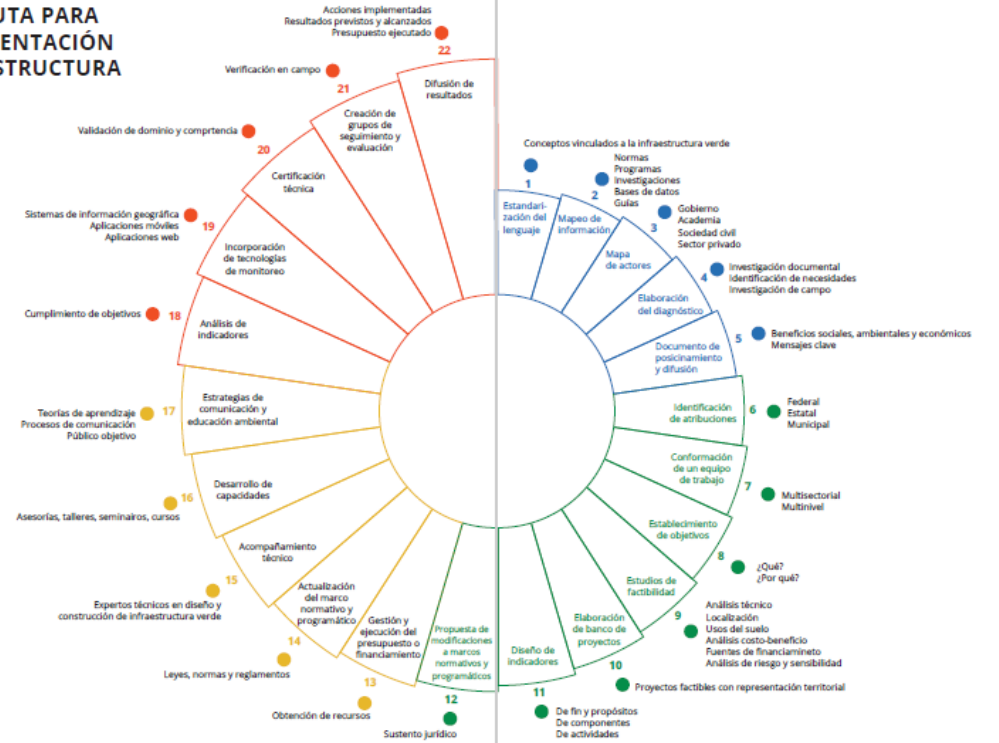 UTA PARA
ENTACIÓN
STRUCTURA
Conceptos vinculados a la infraestructura verde
1
Estandari-
zación del
lenguaje
Normas
Programas
Investigaciones
Bases de datos
Guías
2
Mapeo de
información
Gobierno
Academia
Sociedad civil
Sector privado
3
Mapa
de actores
Investigación documental
Identificación de necesidades
Investigación de campo
4
Elaboración
del diagnóstico
Beneficios sociales, ambientales y económicos
Mensajes clave
5
Documento de
posicinamiento
y difusión
Federal
Estatal
Municipal
6
Identificación
de atribuciones
Multisectorial
Multinivel
7
Conformación
de un equipo
de trabajo
¿Qué?
¿Por qué?
8
Establecimiento
de objetivos
Análisis técnico
Localización
Usos del suelo
Análisis costo-beneficio
Fuentes de financiamineto
Análisis de riesgo y sensibilidad
9
Estudios de
factibilidad
Proyectos factibles con representación territorial
10
Elaboración
de banco de
proyectos
De fin y propósitos
De componentes
De actividades
11
Diseño de
indicadores
Sustento jurídico
12
Propuesta de
modificaciones
a marcos
normativos y
programáticos
Obtención de recursos
13
Gestión y
ejecución del
presupuesto o
financiamiento
Leyes, normas y reglamentos
14
Actualización
del marco
normativo y
programático
Expertos técnicos en diseño y
construcción de infraestructura verde
15
Acompañamiento
técnico
Asesorías, talleres, seminairos, cursos
16
Desarrollo de
capacidades
Teorías de aprendizaje
Procesos de comunicación
Público objetivo
17
Estrategias de
comunicación y
educación ambiental
Cumplimiento de objetivos
18
Análisis de
indicadores
Sistemas de información geográfica
Aplicaciones móviles
Aplicaciones web
19
Incorporación
de tecnologías
de monitoreo
Validación de dominio y comprtencia
20
Certificación
técnica
Verificación en campo
21
Creación de
grupos de
seguimiento y
evaluación
Acciones implementadas
Resultados previstos y alcanzados
Presupuesto ejecutado
22
Difusión de
resultados